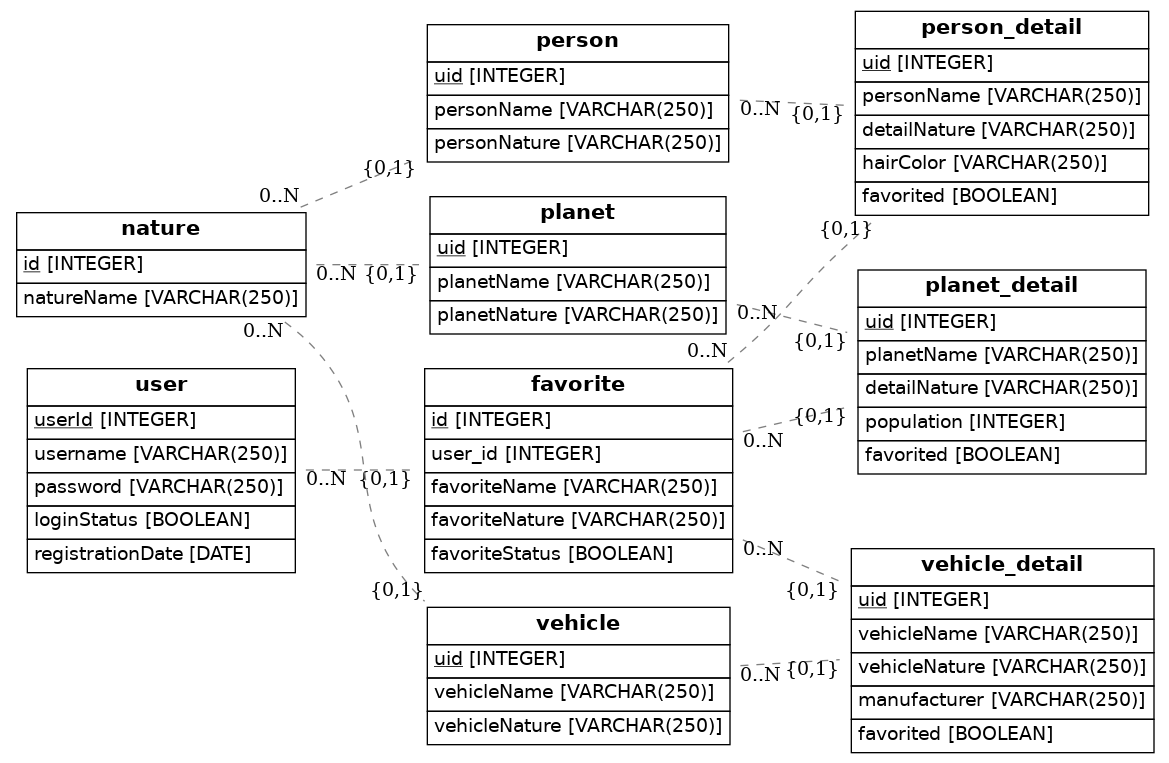 person
uid [INTEGER]
personName [VARCHAR(250)]
personNature [VARCHAR(250)]
person_detail
uid [INTEGER]
personName [VARCHAR(250)]
detailNature [VARCHAR(250)]
hairColor [VARCHAR(250)]
favorited [BOOLEAN]
0..N
{0,1}
{0,1}
0..N
nature
id [INTEGER]
natureName [VARCHAR(250)]
planet
uid [INTEGER]
planetName [VARCHAR(250)]
planetNature [VARCHAR(250)]
0..N {0,1}
{0,1}
planet_detail
uid [INTEGER]
planetName [VARCHAR(250)]
detailNature [VARCHAR(250)]
population [INTEGER]
favorited [BOOLEAN]
0..N
{0,1}
0..N
0..N
user
userId [INTEGER]
username [VARCHAR(250)]
password [VARCHAR(250)]
loginStatus [BOOLEAN]
registrationDate [DATE]
favorite
id [INTEGER]
user_id [INTEGER]
favoriteName [VARCHAR(250)]
favoriteNature [VARCHAR(250)]
favoriteStatus [BOOLEAN]
{0,1}
0..N
0..N {0,1}
0..N
{0,1}
vehicle_detail
uid [INTEGER]
vehicleName [VARCHAR(250)]
vehicleNature [VARCHAR(250)]
manufacturer [VARCHAR(250)]
favorited [BOOLEAN]
{0,1}
vehicle
uid [INTEGER]
vehicleName [VARCHAR(250)]
vehicleNature [VARCHAR(250)]
0..N {0,1}